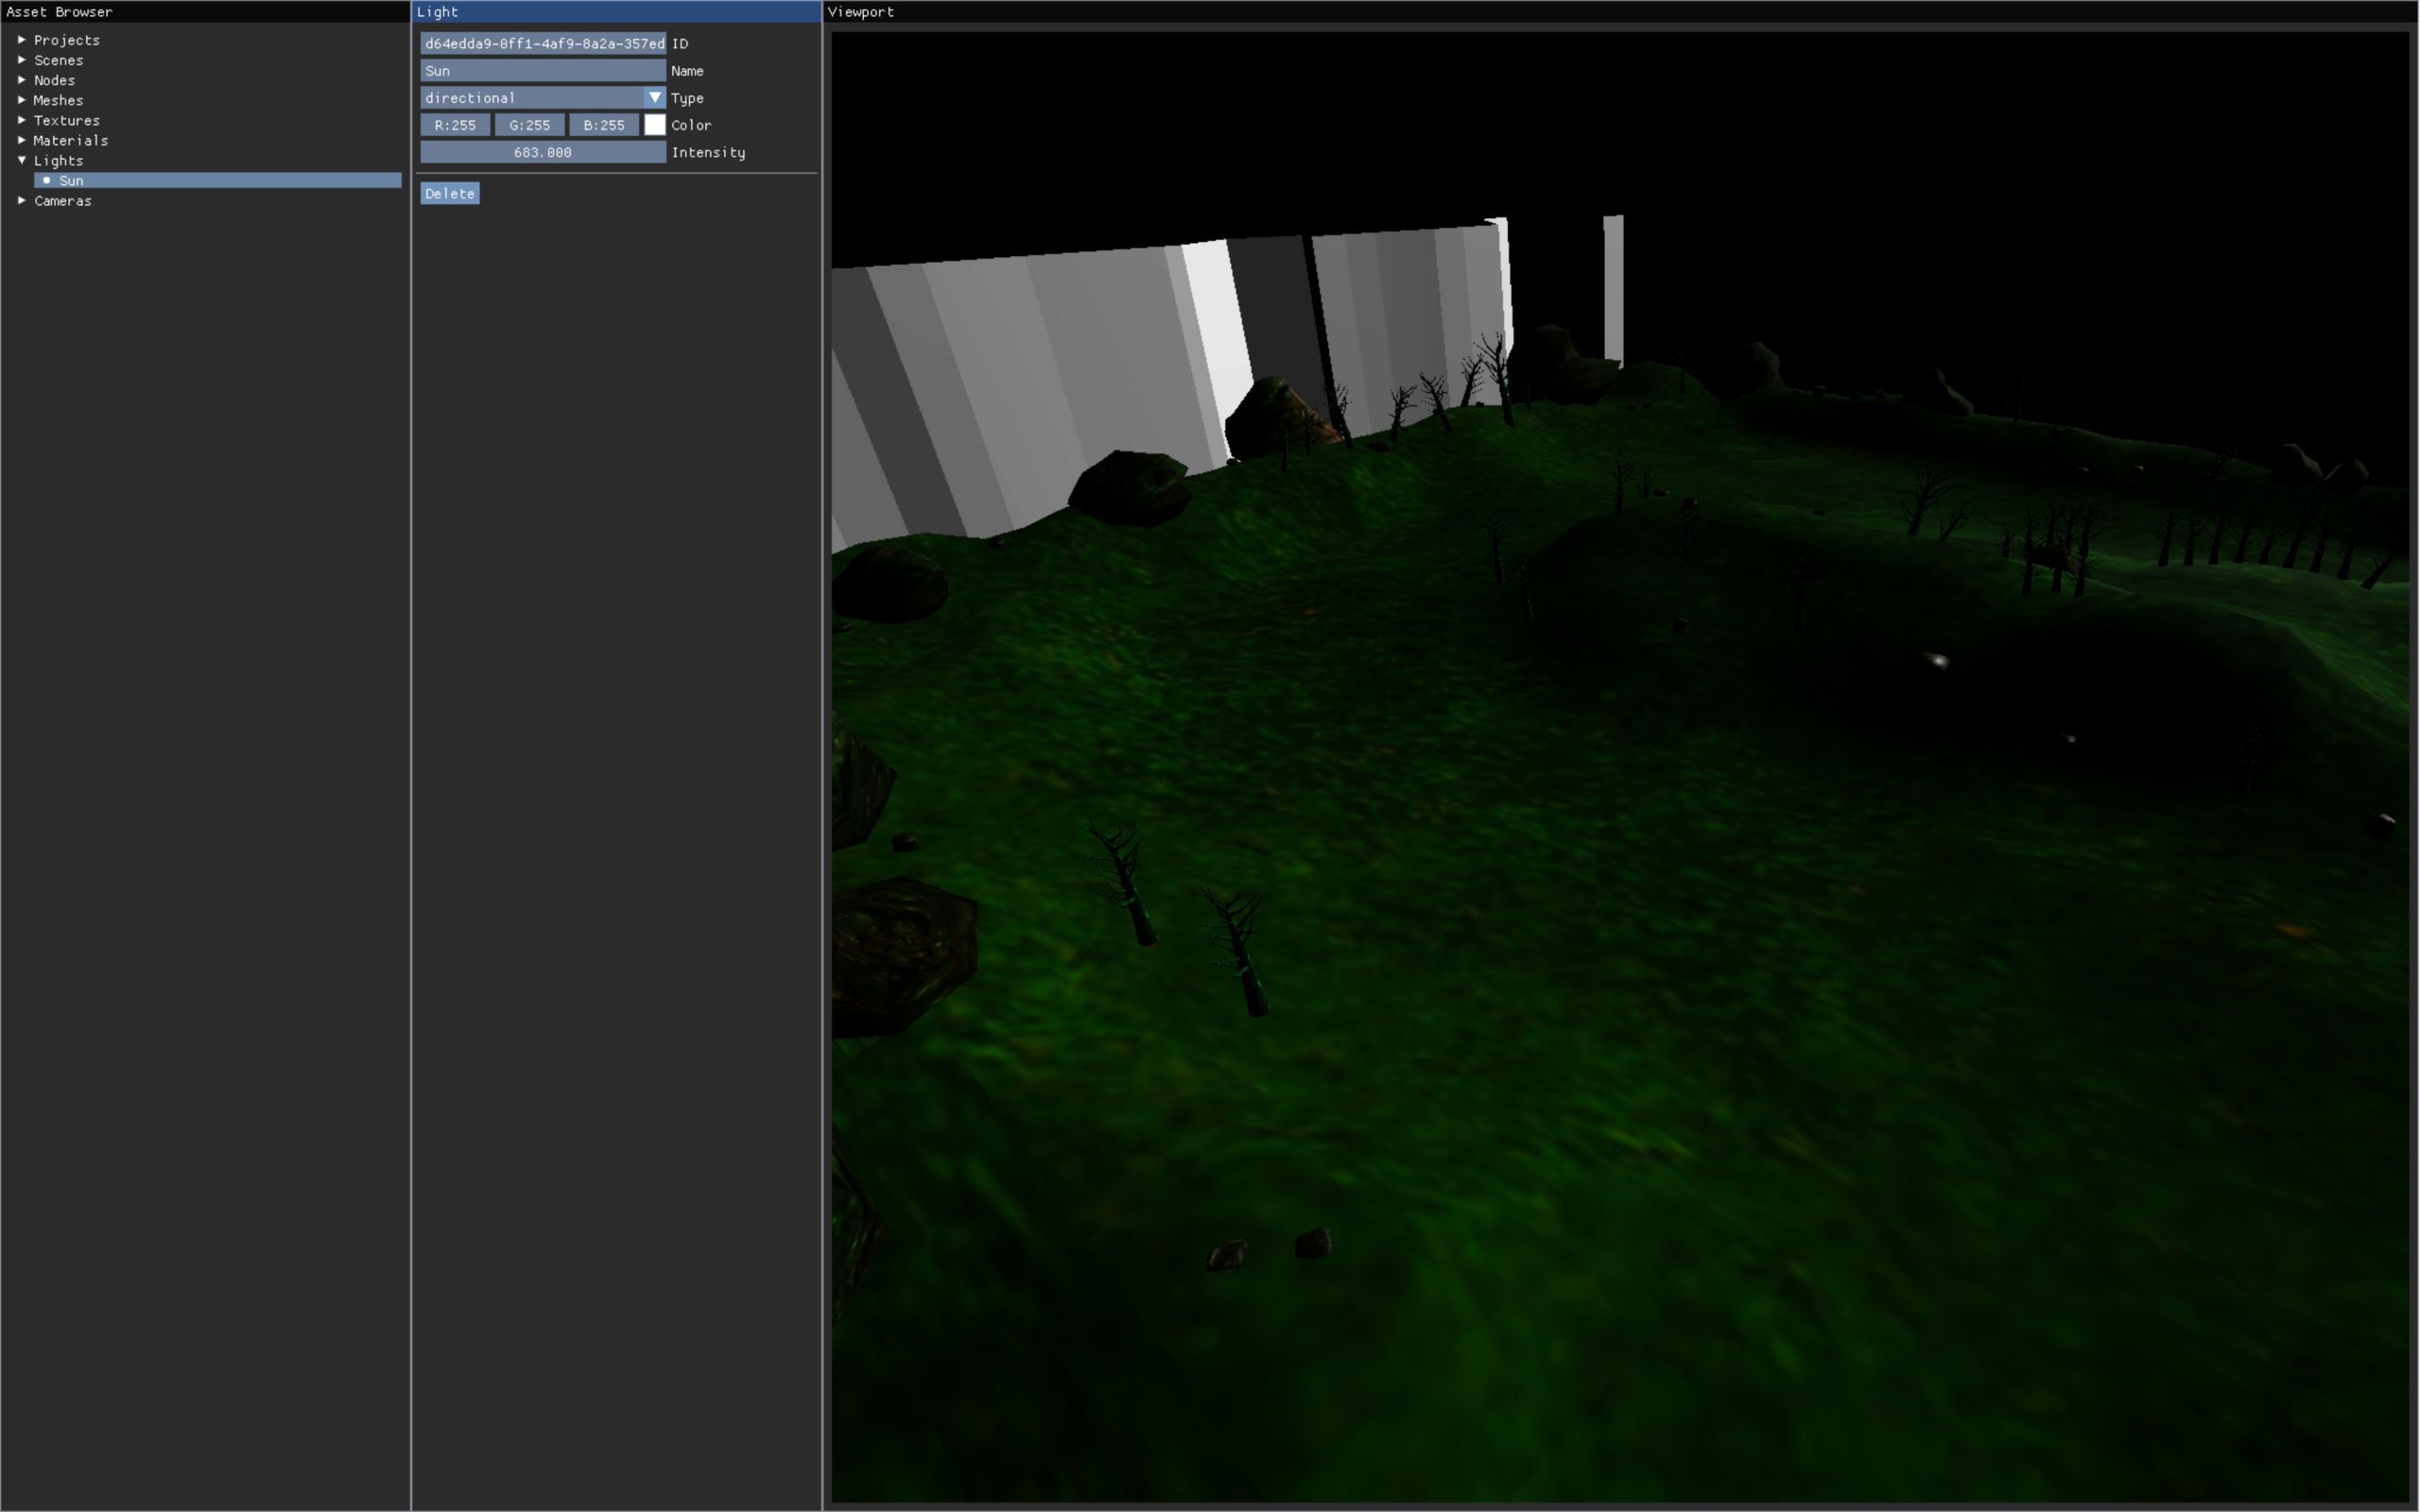 Asset Browser
Projects
Scenes
Nodes
Meshes
Textures
Materials
Lights
Sun
Cameras
Light
d64edda9-0ff1-4af9-8a2a-357ed ID
Sun Name
directional Type
R:255 G:255 B:255 Color
683.000 Intensity
Delete
Viewport